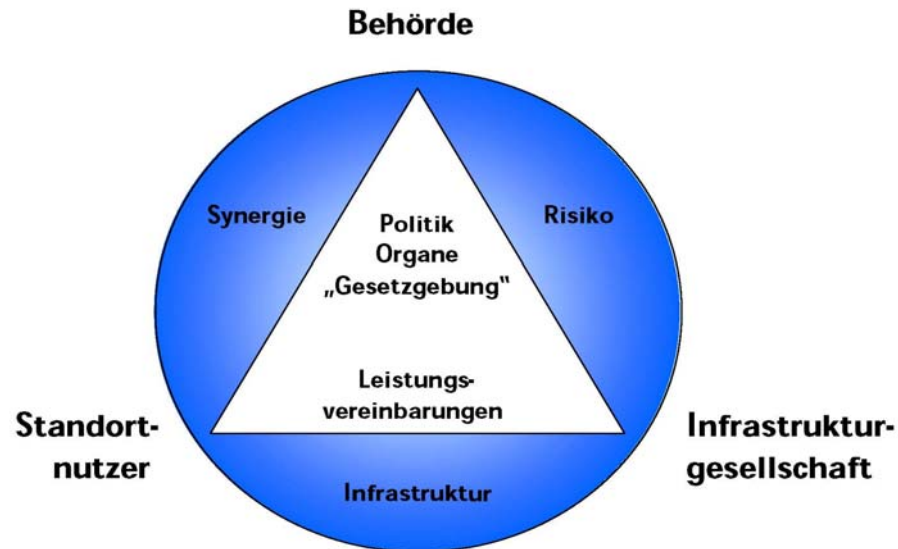 Behörde
Synergie
Risiko
Politik
Organe
„Gesetzgebung“
Leistungs-
vereinbarungen
Standort-
nutzer
Infrastruktur-
gesellschaft
Infrastruktur